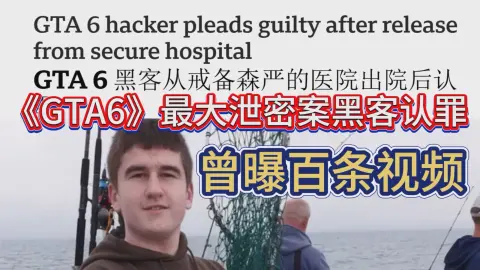 GTA 6 hacker pleads guilty after release
from secure hospital
GTA 6 黑客从戒备森严的医院出院后认
《GTA6》最大泄密案黑客认罪
曾曝百条视频